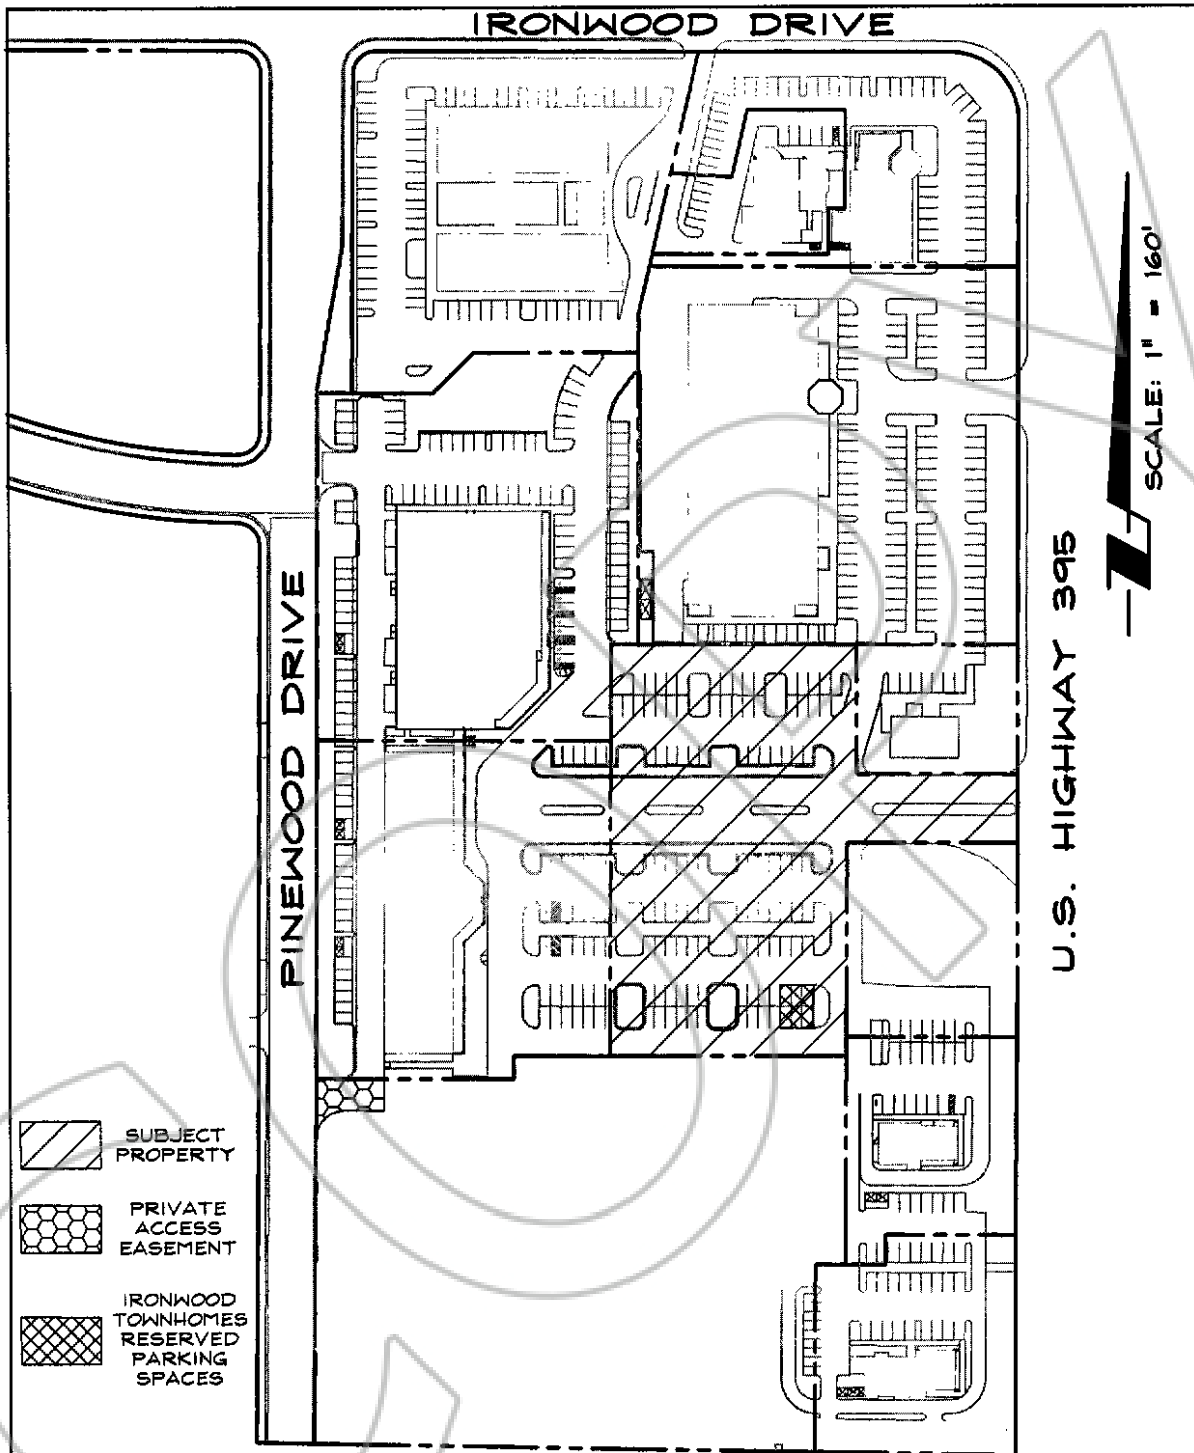 IRONWOOD DRIVE
SCALE: 1" = 160'
PINEWOOD DRIVE
U.S. HIGHWAY 395
SUBJECT
PROPERTY
PRIVATE
ACCESS
EASEMENT
IRONWOOD
TOWNHOMES
RESERVED
PARKING
SPACES
COPY